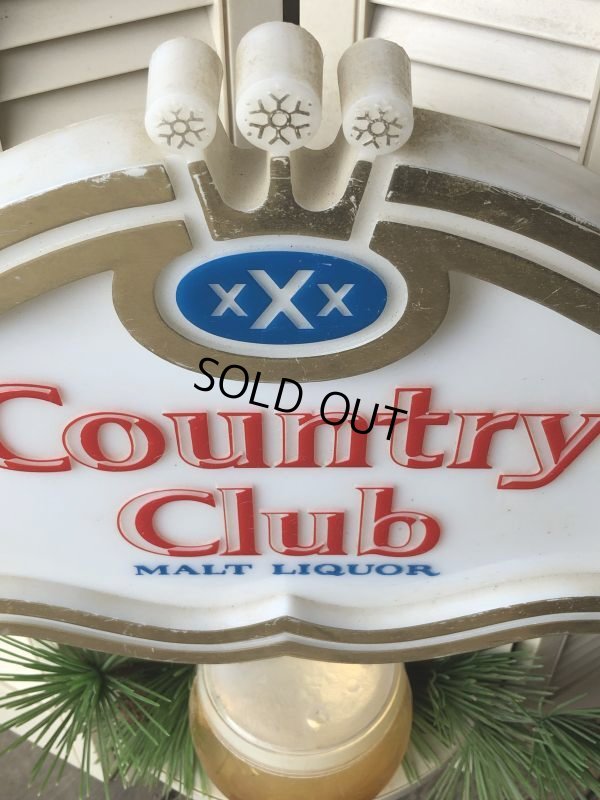 xXx
SOLD OUT
Country
Club
MALT LIQUOR